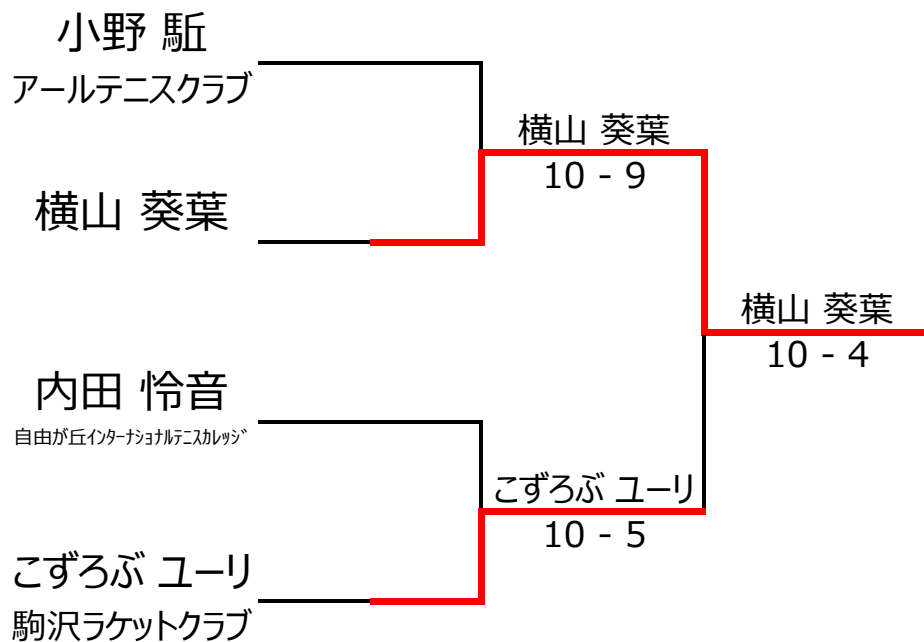 小野 駈
アールテニスクラブ
横山 葵葉
10 - 9
横山 葵葉
横山 葵葉
10 - 4
内田 怜音
自由が丘ｲﾝﾀｰﾅｼｮﾅﾙﾃﾆｽｶﾚｯｼﾞ
こずろぶ ユーリ
10 - 5
こずろぶ ユーリ
駒沢ラケットクラブ